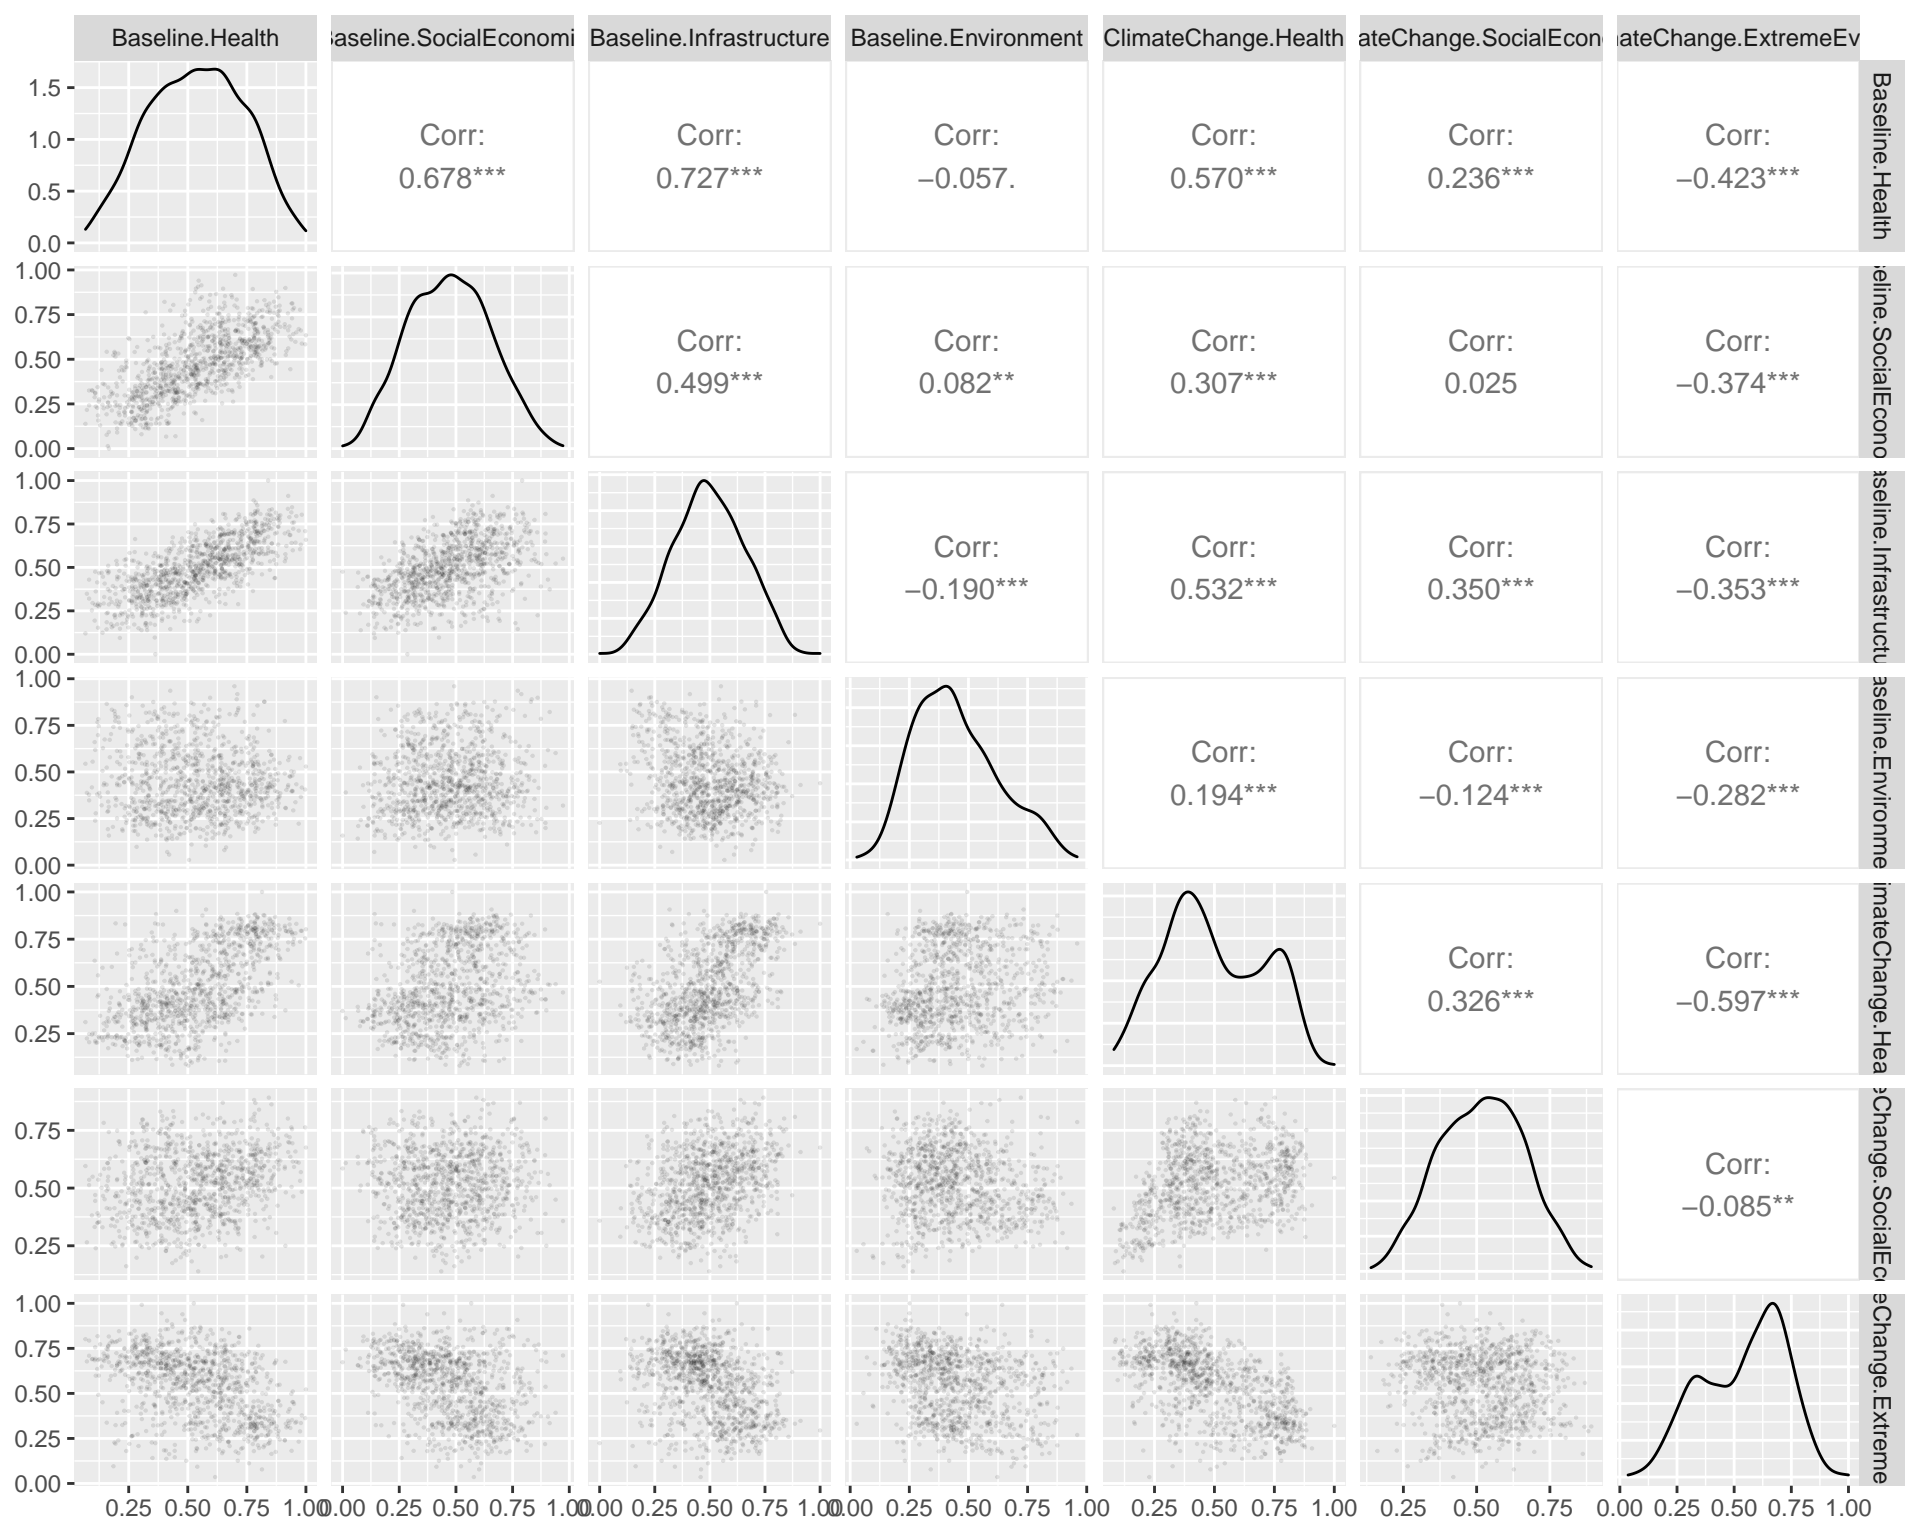 Baseline.Health
Baseline.SocialEconomi
Baseline.Infrastructure
Baseline.Environment
ClimateChange.Health
ateChange.SocialEcon
ateChange.ExtremeEv
1.5
1.0
0.5
0.0
Corr:
0.678***
Corr:
0.727***
Corr:
−0.057.
Corr:
0.570***
Corr:
0.236***
Corr:
−0.423***
Baseline.Health
1.00
0.75
0.50
0.25
0.00
Corr:
0.499***
Corr:
0.082**
Corr:
0.307***
Corr:
0.025
Corr:
−0.374***
eline.SocialEcono
1.00
0.75
0.50
0.25
0.00
Corr:
−0.190***
Corr:
0.532***
Corr:
0.350***
Corr:
−0.353***
aseline.Infrastructu
1.00
0.75
0.50
0.25
0.00
Corr:
0.194***
Corr:
−0.124***
Corr:
−0.282***
aseline.Environme
1.00
0.75
0.50
0.25
Corr:
0.326***
Corr:
−0.597***
imateChange.Hea
0.75
0.50
0.25
Corr:
−0.085**
eChange.SocialEco
1.00
0.75
0.50
0.25
0.00
eChange.Extreme
0.25 0.50 0.75 1.00
0.00 0.25 0.50 0.75 1.00
0.00 0.25 0.50 0.75 1.00
0.00 0.25 0.50 0.75 1.00
0.25 0.50 0.75 1.00
0.25 0.50 0.75
0.00 0.25 0.50 0.75 1.00